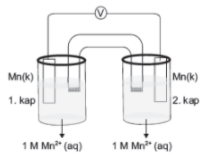 V
Mn(k) Mn(k)
1. kap 2. kap
1 M Mn²⁺ (aq) 1 M Mn²⁺ (aq)